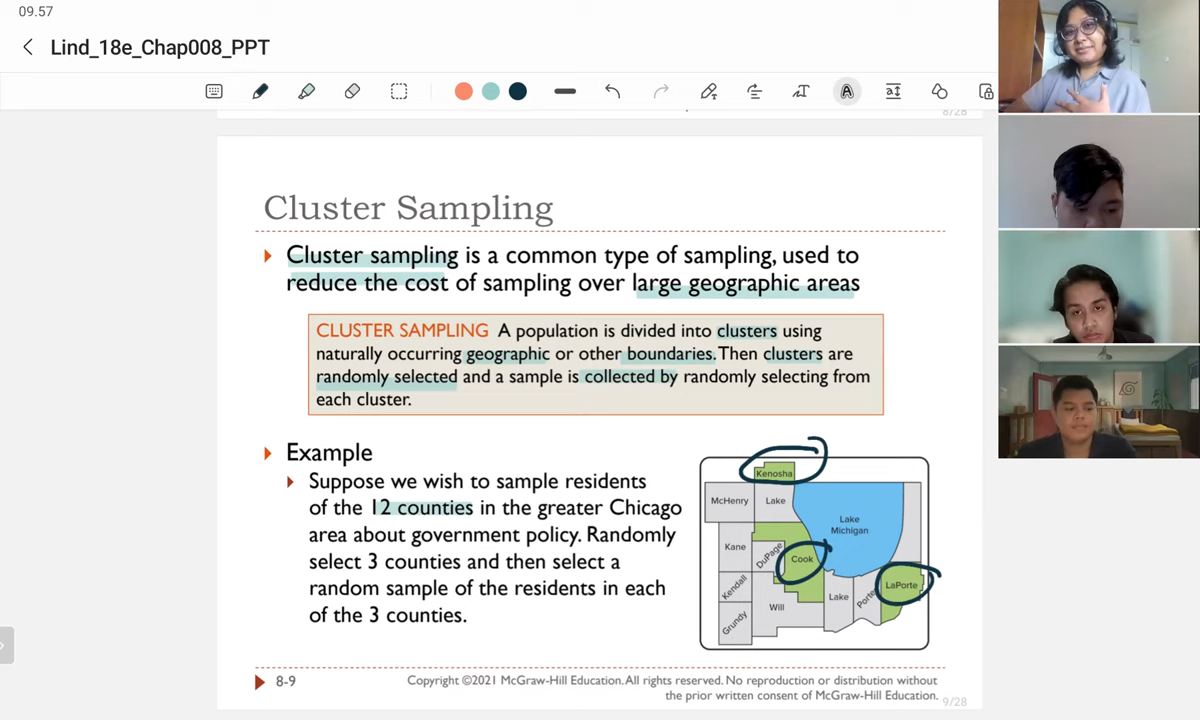 09.57
Lind_18e_Chap008_PPT
Cluster Sampling
Cluster sampling is a common type of sampling, used to
reduce the cost of sampling over large geographic areas
CLUSTER SAMPLING A population is divided into clusters using
naturally occurring geographic or other boundaries. Then clusters are
randomly selected and a sample is collected by randomly selecting from
each cluster.
Example
Suppose we wish to sample residents
of the 12 counties in the greater Chicago
area about government policy. Randomly
select 3 counties and then select a
random sample of the residents in each
of the 3 counties.
Kenosha
McHenry
Lake
Lake
Michigan
Kane
DuPage
Cook
Kendall
Will
Lake
Porter
LaPorte
Grundy
8-9
Copyright ©2021 McGraw-Hill Education. All rights reserved. No reproduction or distribution without
the prior written consent of McGraw-Hill Education.
9/28